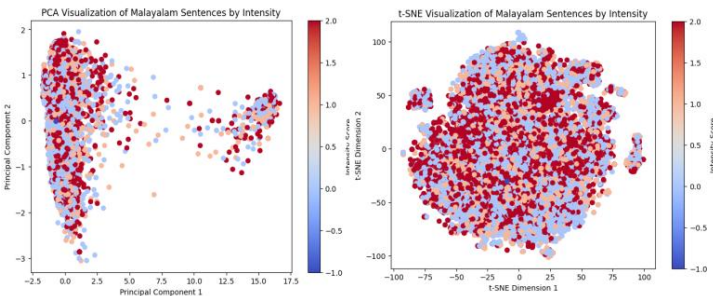 PCA Visualization of Malayalam Sentences by Intensity
2
1
0
−1
−2
−3
Principal Component 2
−2.5 0.0 2.5 5.0 7.5 10.0 12.5 15.0 17.5
Principal Component 1
2.0
1.5
1.0
0.5
0.0
−0.5
−1.0
Intensity Score
t-SNE Visualization of Malayalam Sentences by Intensity
100
50
0
−50
−100
t-SNE Dimension 2
−100 −75 −50 −25 0 25 50 75 100
t-SNE Dimension 1
2.0
1.5
1.0
0.5
0.0
−0.5
−1.0